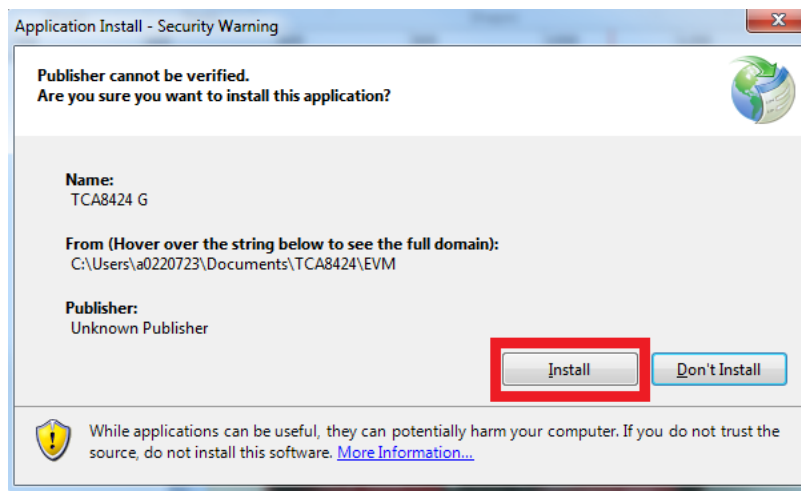 Application Install - Security Warning
Publisher cannot be verified.
Are you sure you want to install this application?
Name:
TCA8424 G
From (Hover over the string below to see the full domain):
C:\Users\a0220723\Documents\TCA8424\EVM
Publisher:
Unknown Publisher
Install
Don't Install
While applications can be useful, they can potentially harm your computer. If you do not trust the
source, do not install this software. More Information...